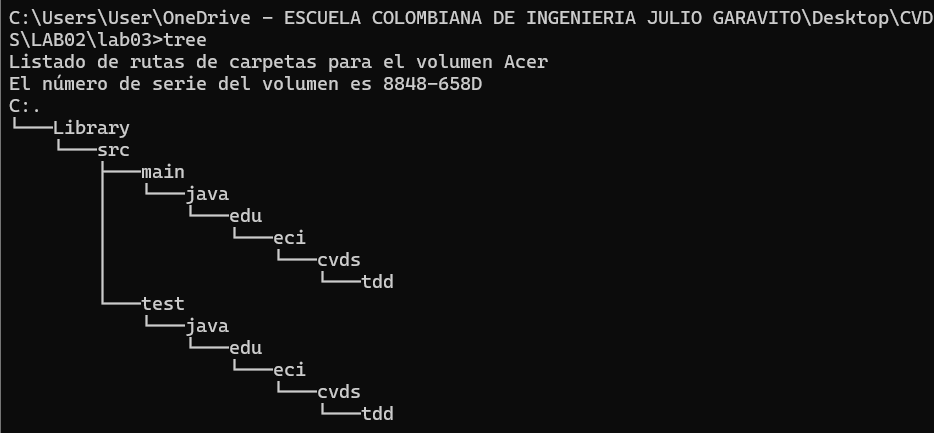 C:\Users\User\OneDrive - ESCUELA COLOMBIANA DE INGENIERIA JULIO GARAVITO\Desktop\CVD
S\LAB02\lab03>tree
Listado de rutas de carpetas para el volumen Acer
El número de serie del volumen es 8848-658D
C:.
└───Library
    └───src
        ├───main
        │   └───java
        │       └───edu
        │           └───eci
        │               └───cvds
        │                   └───tdd
        └───test
            └───java
                └───edu
                    └───eci
                        └───cvds
                            └───tdd